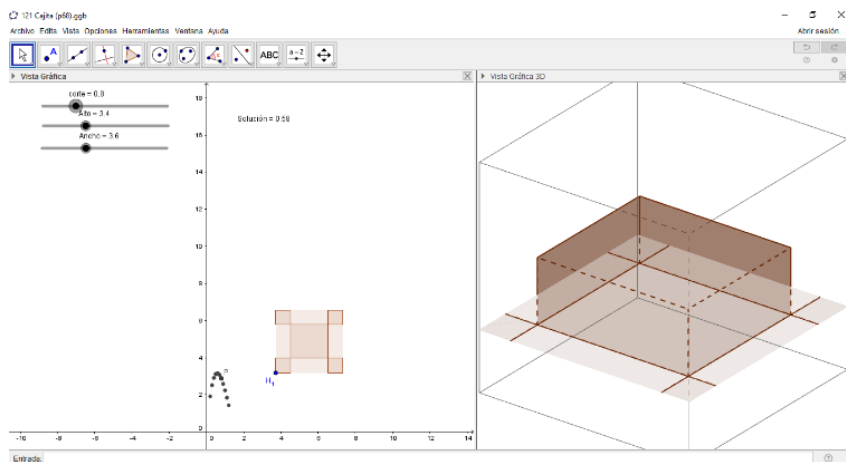 121 Cajita (p68).ggb
Archivo Edita Vista Opciones Herramientas Ventana Ayuda
Abrir sesión
ABC
a=2
Vista Gráfica
Vista Gráfica 3D
corte = 0.8
Alto = 3.4
Ancho = 3.6
Solución = 0.58
18
16
14
12
10
8
6
4
2
0
P
H1
-10 -8 -6 -4 -2 0 2 4 6 8 10 12 14
Entrada: